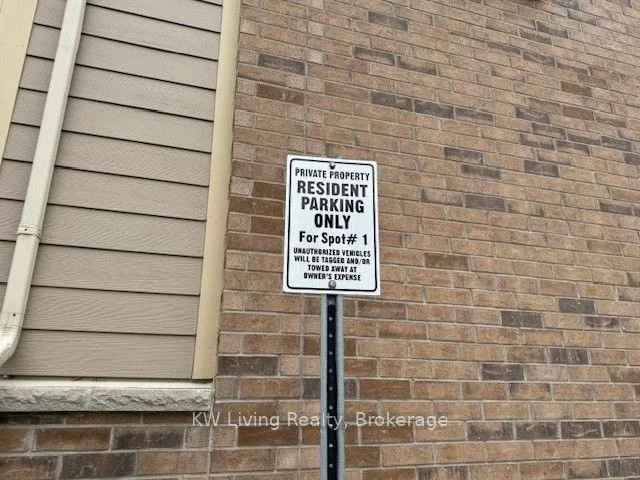 PRIVATE PROPERTY
RESIDENT
PARKING
ONLY
For Spot# 1
UNAUTHORIZED VEHICLES
WILL BE TAGGED AND/OR
TOWED AWAY AT
OWNER'S EXPENSE
KW Living Realty, Brokerage